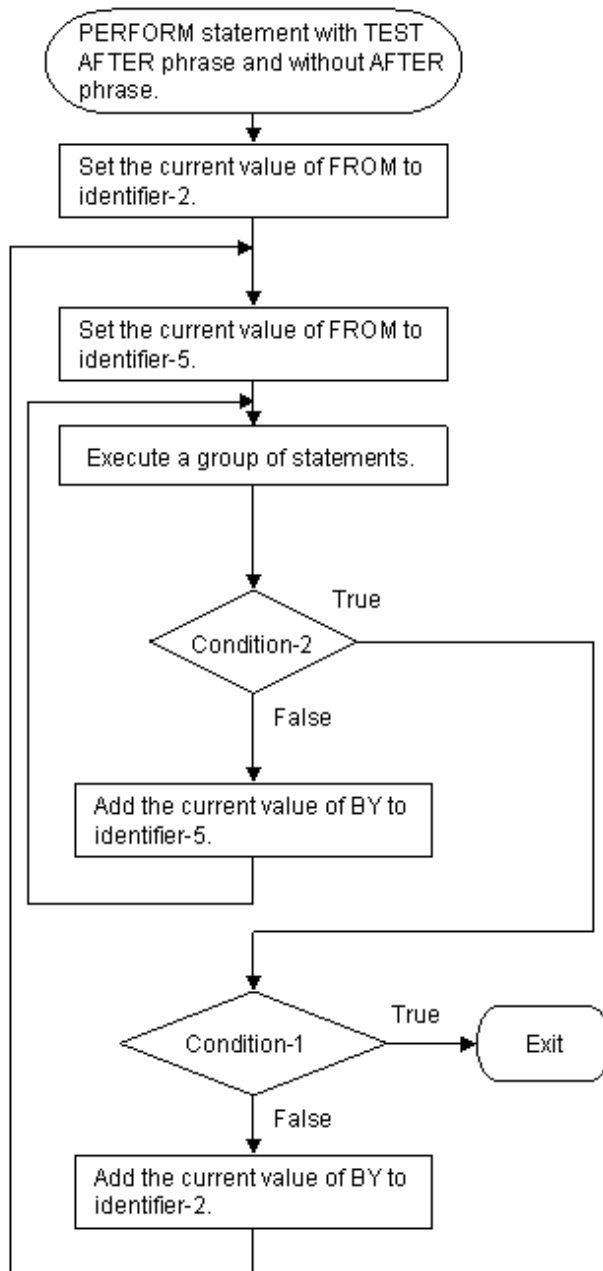 PERFORM statement with TEST
AFTER phrase and without AFTER
phrase.
Set the current value of FROM to
identifier-2.
Set the current value of FROM to
identifier-5.
Execute a group of statements.
True
Condition-2
False
Add the current value of BY to
identifier-5.
True
Condition-1
Exit
False
Add the current value of BY to
identifier-2.